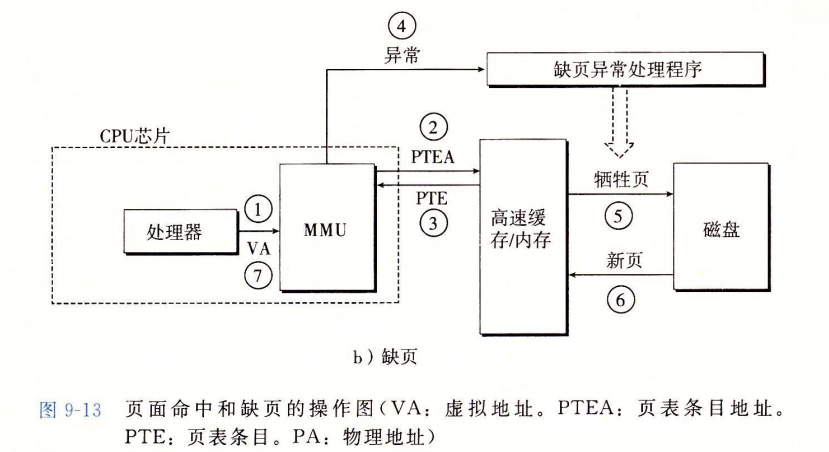 ④
异常
缺页异常处理程序
CPU芯片
②
PTEA
PTE
③
处理器
①
VA
⑦
MMU
高速缓
存/内存
牺牲页
⑤
新页
⑥
磁盘
b)缺页
图 9-13 页面命中和缺页的操作图(VA:虚拟地址。PTEA:页表条目地址。
PTE:页表条目。PA:物理地址)